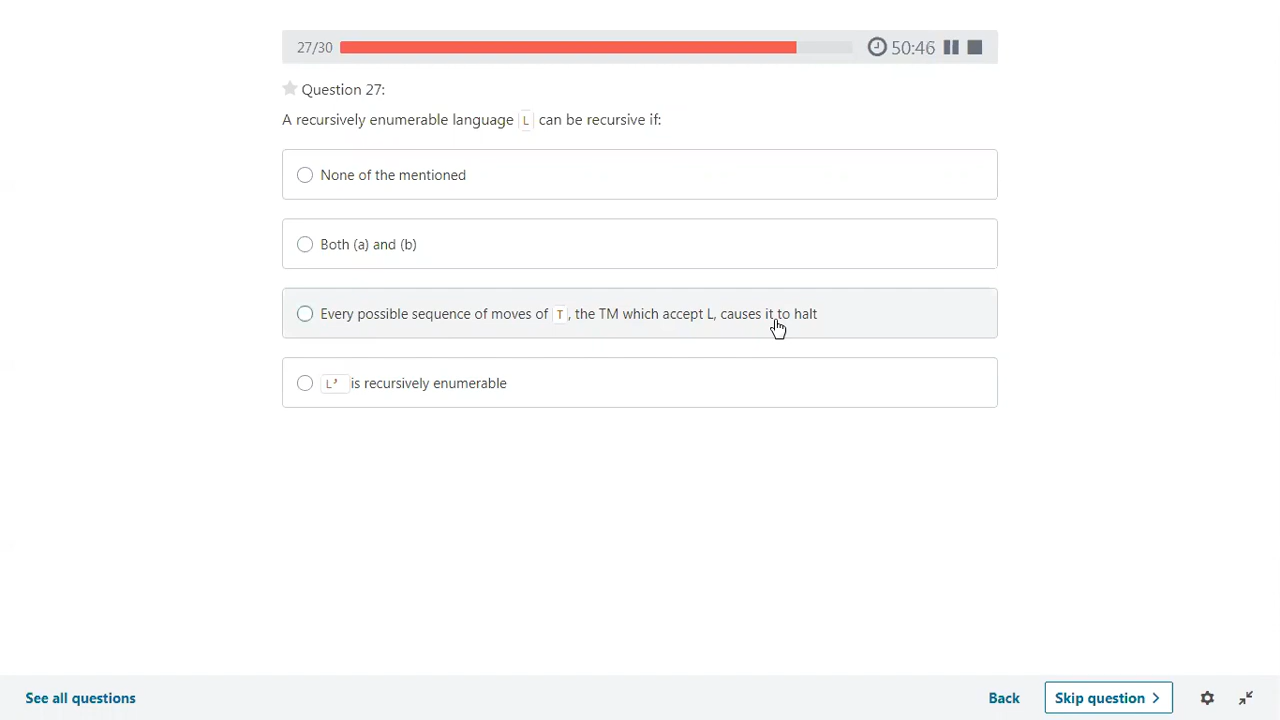 27/30
50:46
Question 27:
A recursively enumerable language L can be recursive if:
None of the mentioned
Both (a) and (b)
Every possible sequence of moves of T, the TM which accept L, causes it to halt
L’ is recursively enumerable
See all questions
Back
Skip question